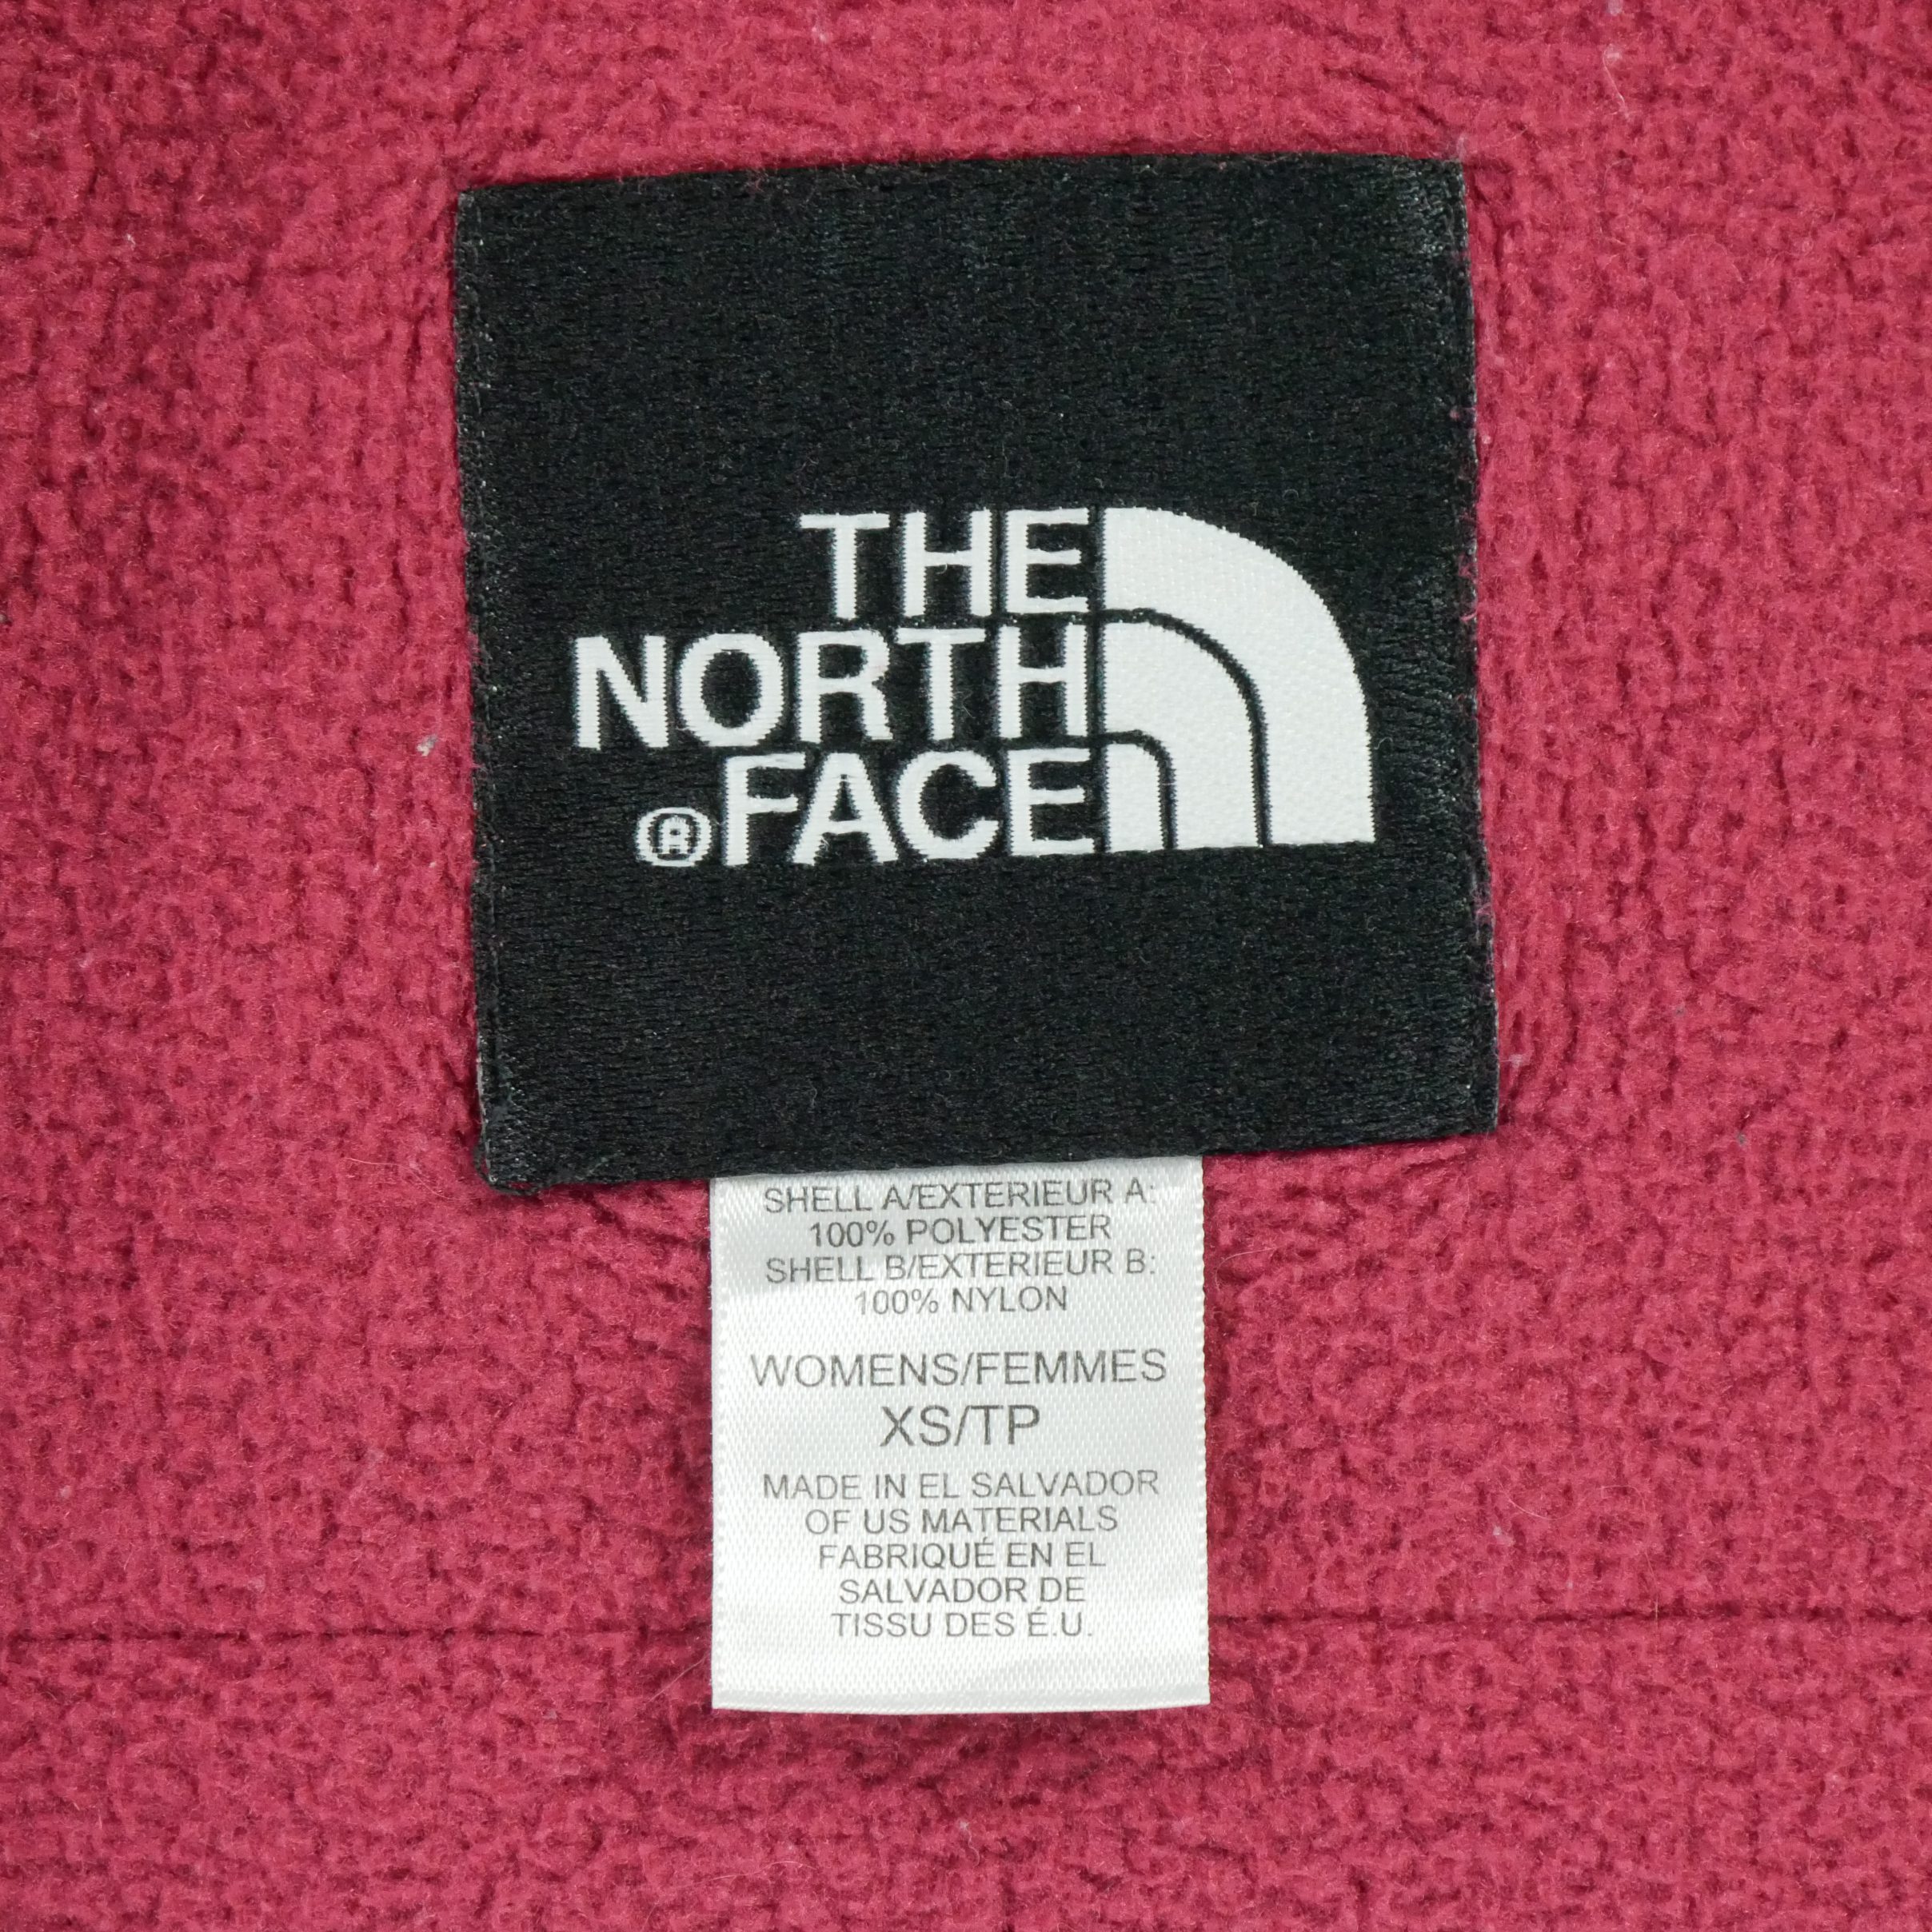 THE
NORTH
®FACE
SHELL A/EXTERIEUR A:
100% POLYESTER
SHELL B/EXTERIEUR B:
100% NYLON
WOMENS/FEMMES
XS/TP
MADE IN EL SALVADOR
OF US MATERIALS
FABRIQUÉ EN EL
SALVADOR DE
TISSU DES É.U.